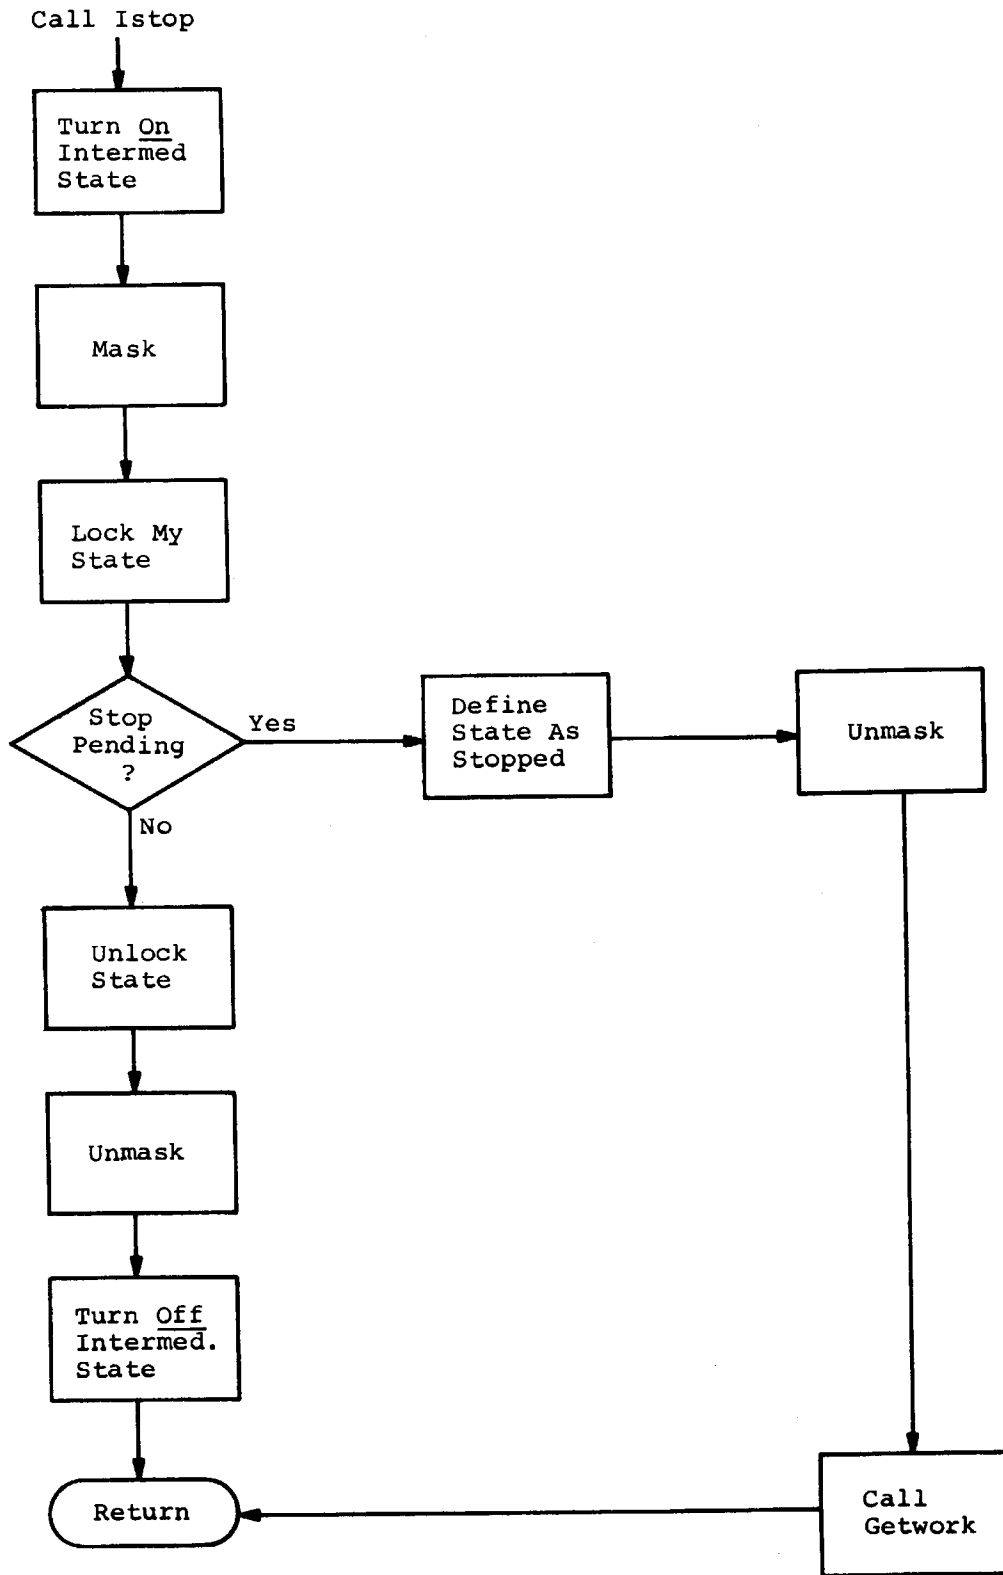 Call Istop
Turn On
Intermed
State
Mask
Lock My
State
Stop
Pending
?
Yes
Define
State As
Stopped
Unmask
No
Unlock
State
Unmask
Turn Off
Intermed.
State
Return
Call
Getwork